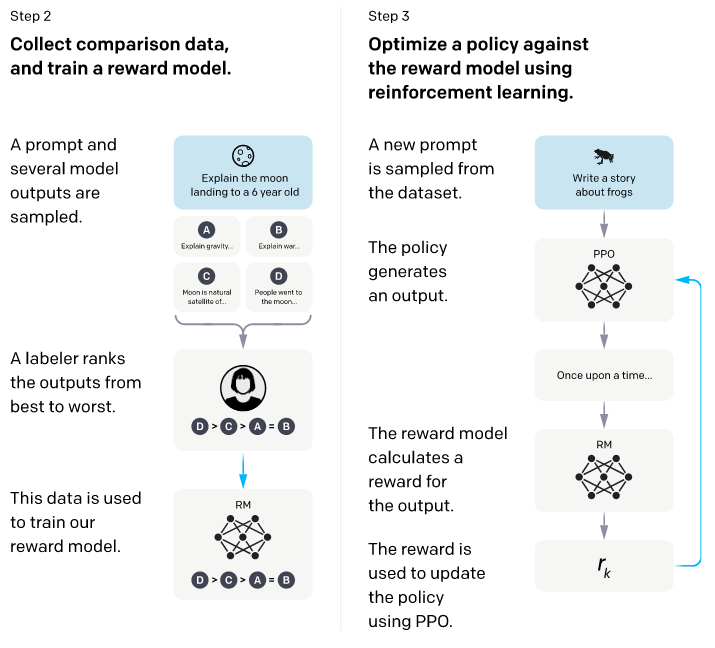 Step 2
Collect comparison data,
and train a reward model.
A prompt and
several model
outputs are
sampled.
Explain the moon
landing to a 6 year old
A
Explain gravity...
B
Explain war...
C
Moon is natural
satellite of...
D
People went to
the moon...
A labeler ranks
the outputs from
best to worst.
D > C > A = B
This data is used
to train our
reward model.
RM
D > C > A = B
Step 3
Optimize a policy against
the reward model using
reinforcement learning.
A new prompt
is sampled from
the dataset.
Write a story
about frogs
The policy
generates
an output.
PPO
Once upon a time...
The reward model
calculates a
reward for
the output.
RM
The reward is
used to update
the policy
using PPO.
r_k